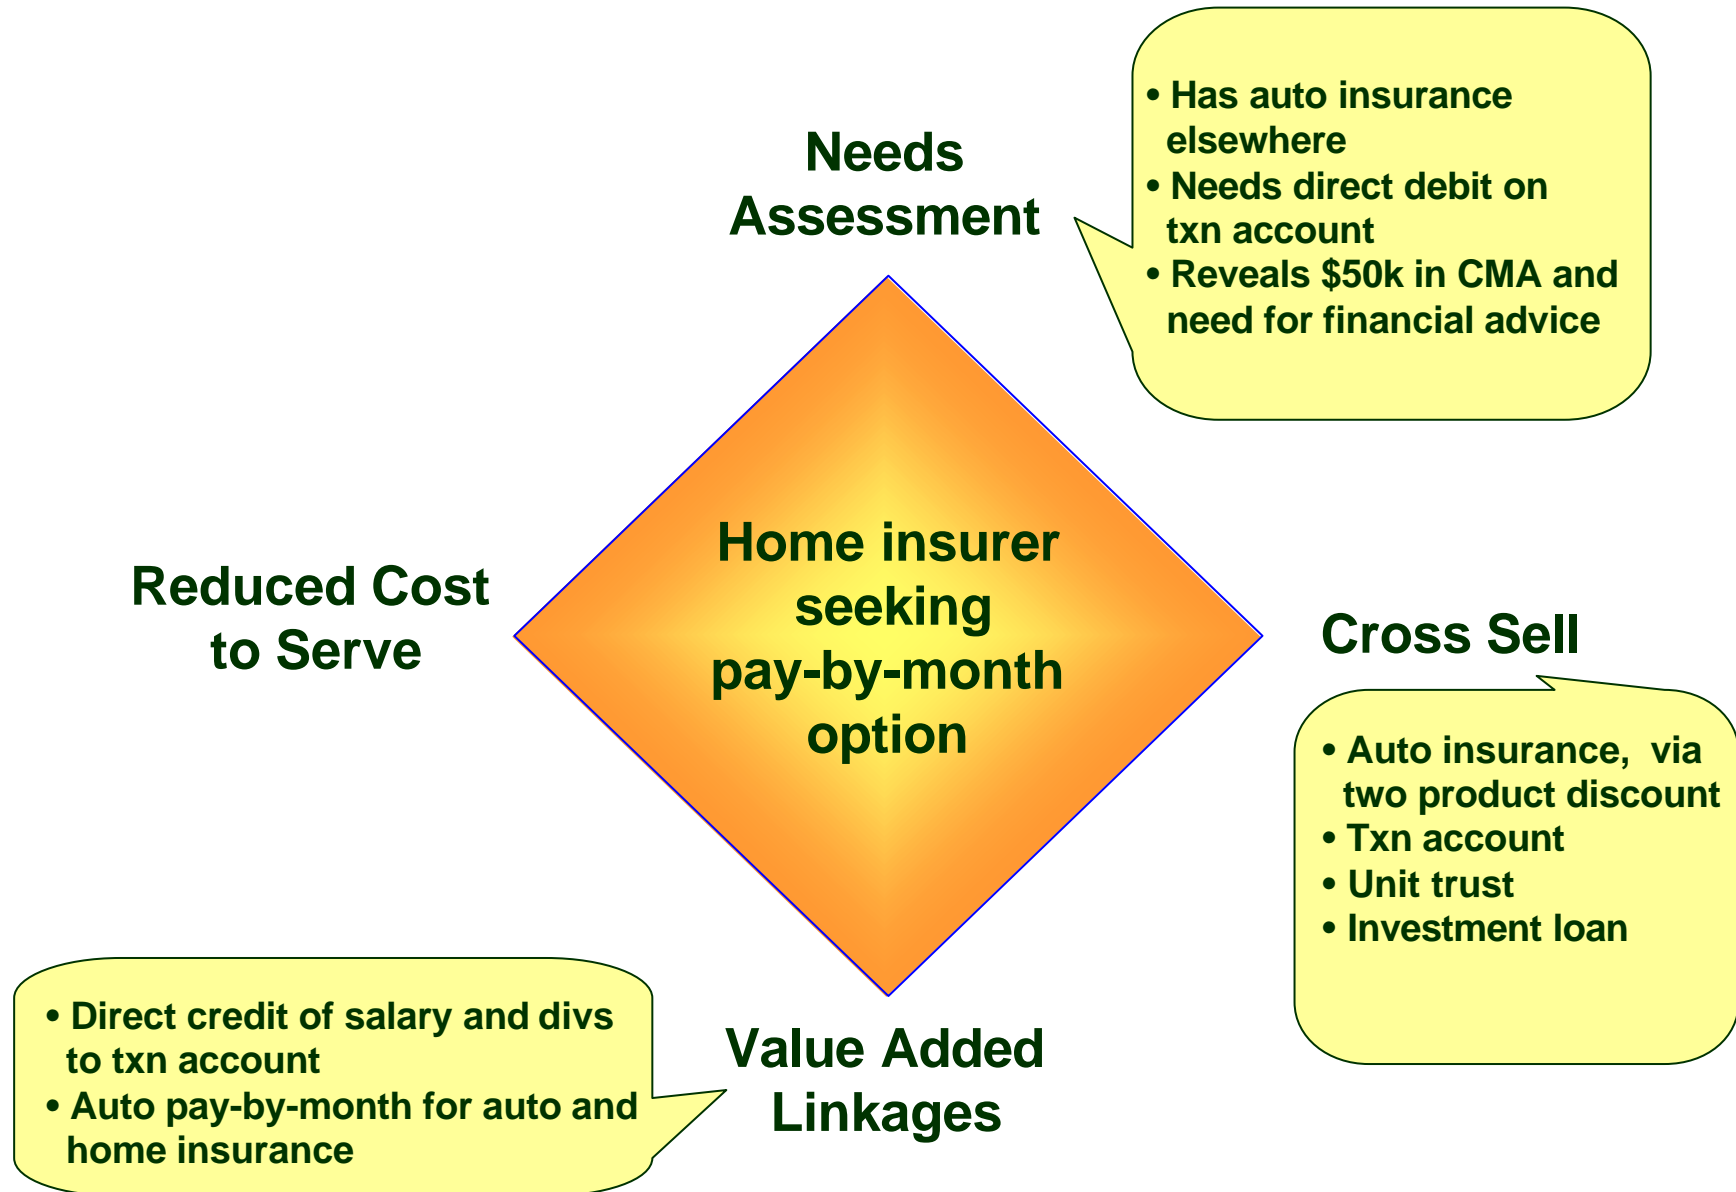 Needs
Assessment
• Has auto insurance
elsewhere
• Needs direct debit on
txn account
• Reveals $50k in CMA and
need for financial advice
Home insurer
seeking
pay-by-month
option
Reduced Cost
to Serve
Cross Sell
• Auto insurance, via
two product discount
• Txn account
• Unit trust
• Investment loan
• Direct credit of salary and divs
to txn account
• Auto pay-by-month for auto and
home insurance
Value Added
Linkages